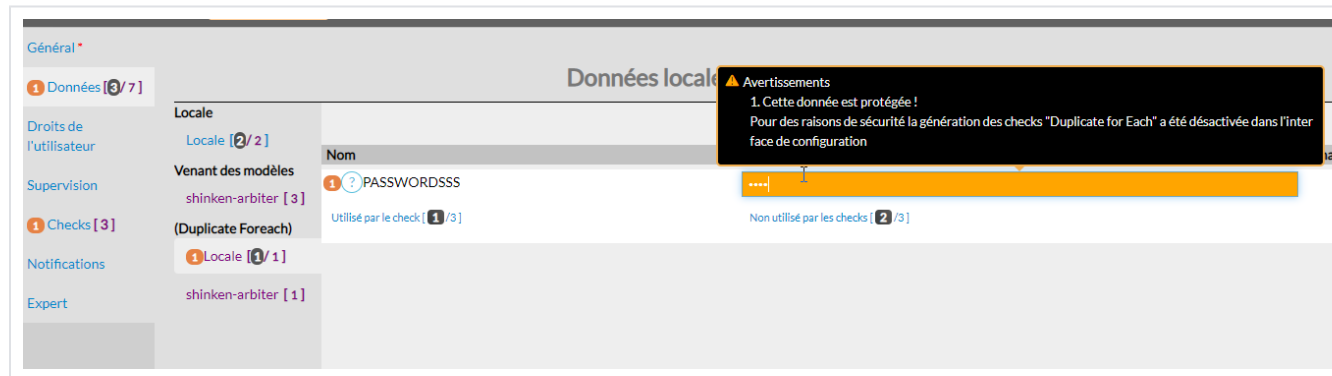 Général *
1 Données [3/ 7 ]
Droits de
l'utilisateur
Supervision
1 Checks [ 3 ]
Notifications
Expert
Locale
Locale [2/ 2 ]
Venant des modèles
shinken-arbiter [ 3 ]
(Duplicate Foreach)
1 Locale [1/ 1 ]
shinken-arbiter [ 1 ]
Données locale
Avertissements
1. Cette donnée est protégée !
Pour des raisons de sécurité la génération des checks "Duplicate for Each" a été désactivée dans l'inter
face de configuration
Nom
1 ? PASSWORDSSS
Utilisé par le check [ 1 /3 ]
Non utilisé par les checks [ 2 /3 ]